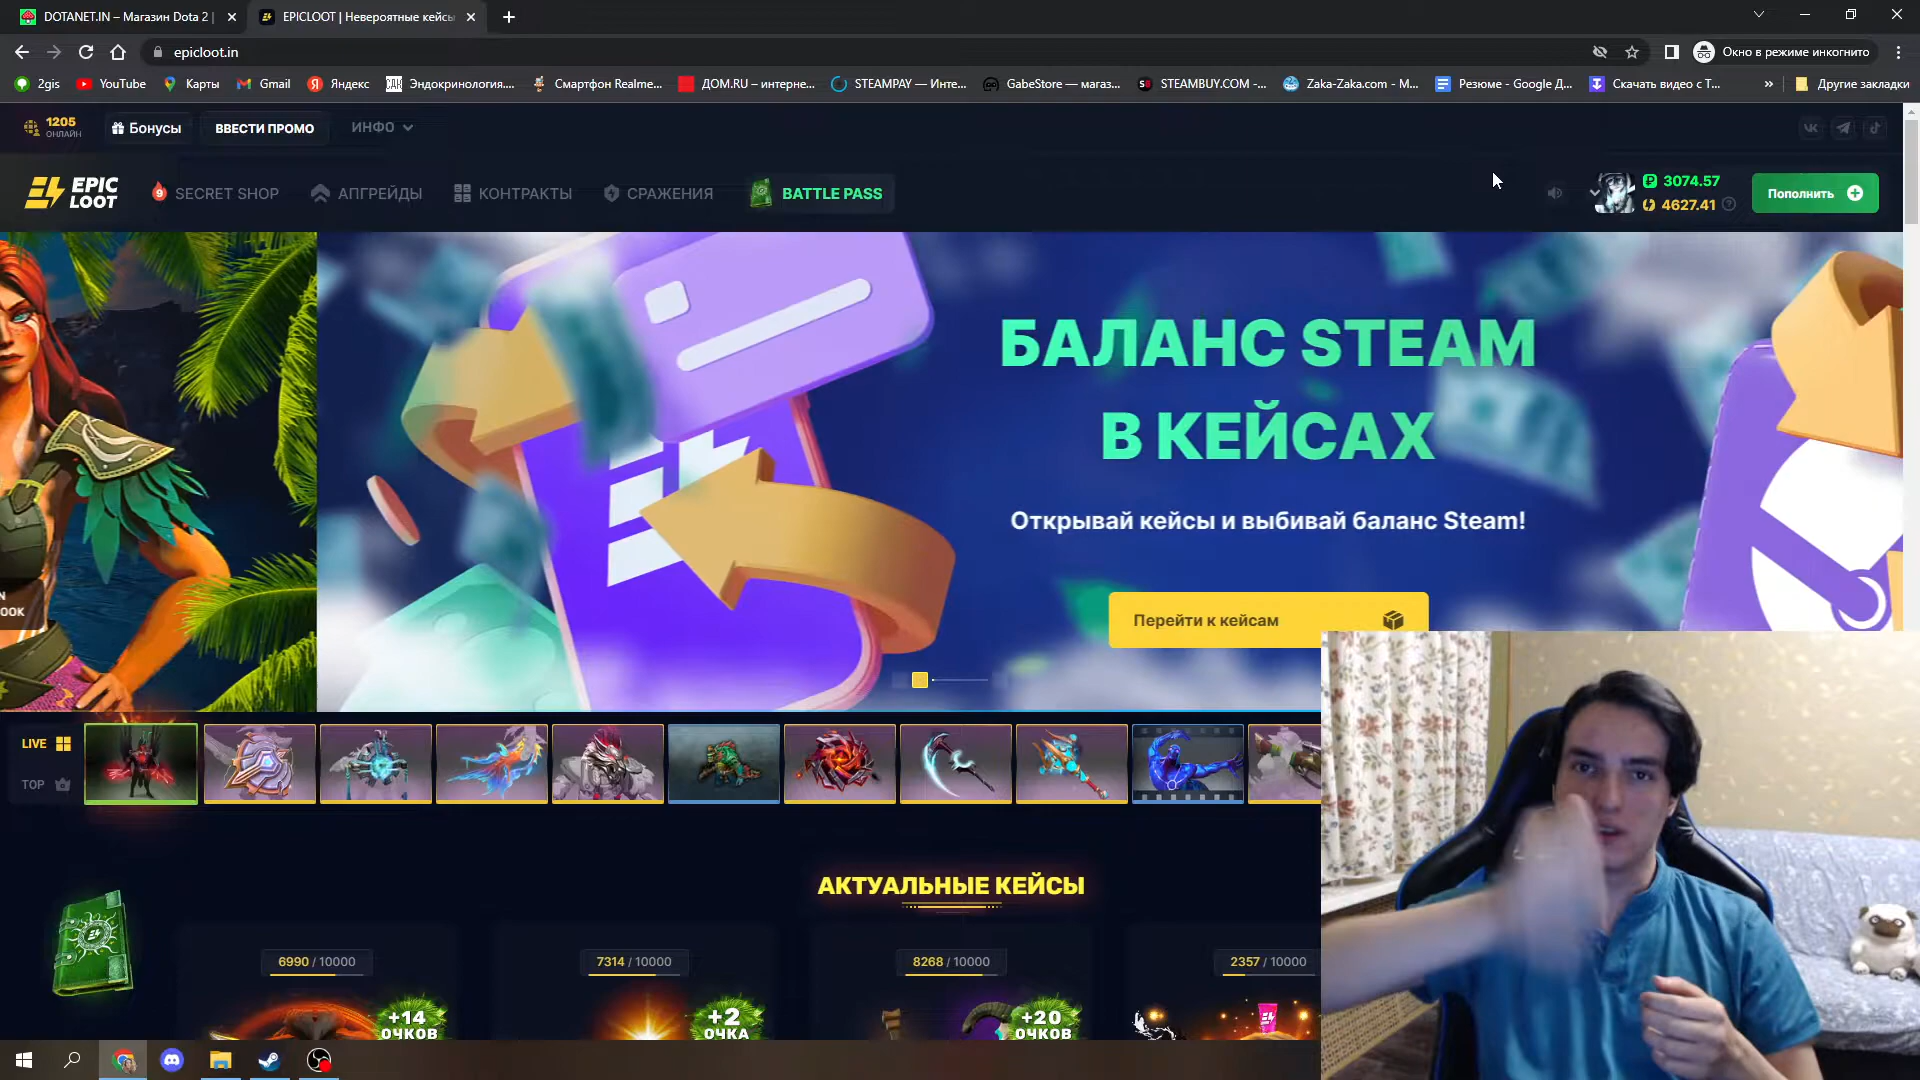 DOTANET.IN – Магазин Dota 2 |
EPICLOOT | Невероятные кейсы
epicloot.in
Окно в режиме инкогнито
2gis
YouTube
Карты
Gmail
Яндекс
Эндокринология....
Смартфон Realme...
ДОМ.RU – интерне...
STEAMPAY — Инте...
GabeStore — магаз...
STEAMBUY.COM -...
Zaka-Zaka.com - М...
Резюме - Google Д...
Скачать видео с Т...
»
Другие закладки
1205
ОНЛАЙН
Бонусы
ВВЕСТИ ПРОМО
ИНФО
EPIC
LOOT
9
SECRET SHOP
АПГРЕЙДЫ
КОНТРАКТЫ
СРАЖЕНИЯ
BATTLE PASS
3074.57
4627.41
Пополнить
БАЛАНС STEAM
В КЕЙСАХ
Открывай кейсы и выбивай баланс Steam!
Перейти к кейсам
N
OOK
LIVE
TOP
АКТУАЛЬНЫЕ КЕЙСЫ
6990 / 10000
7314 / 10000
8268 / 10000
2357 / 10000
+14
ОЧКОВ
+2
ОЧКА
+20
ОЧКОВ